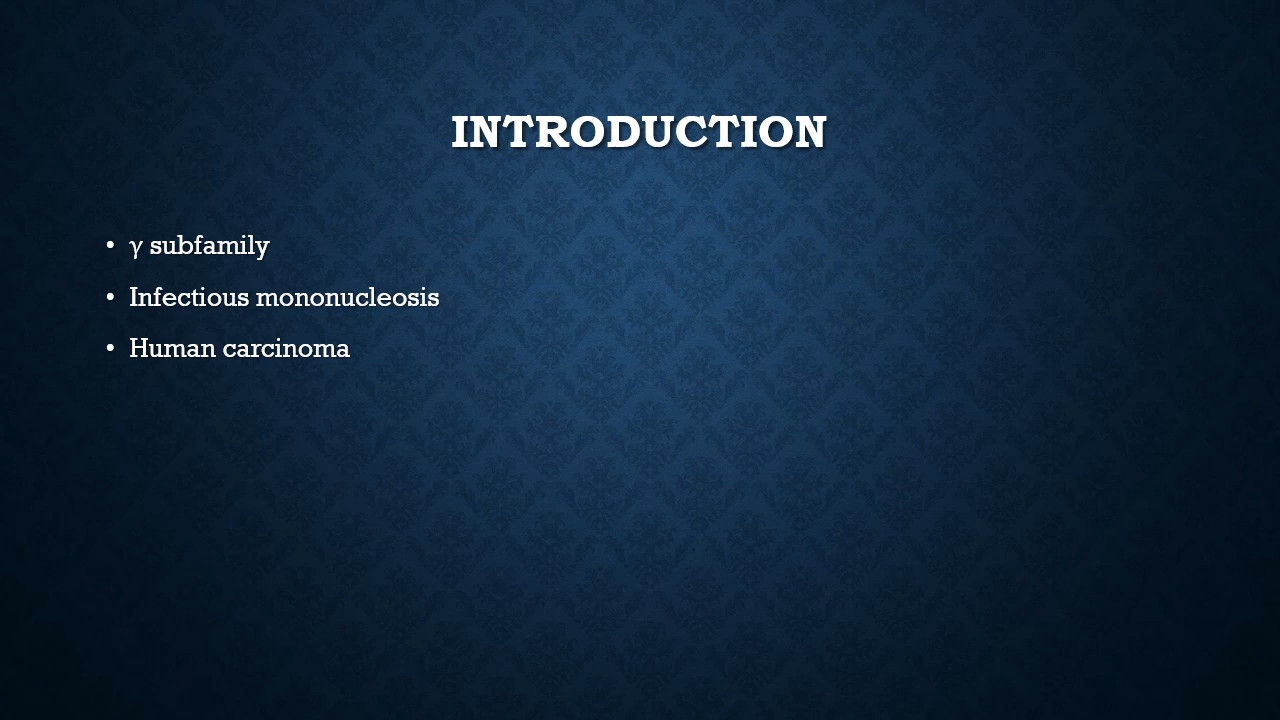 INTRODUCTION
• γ subfamily
• Infectious mononucleosis
• Human carcinoma